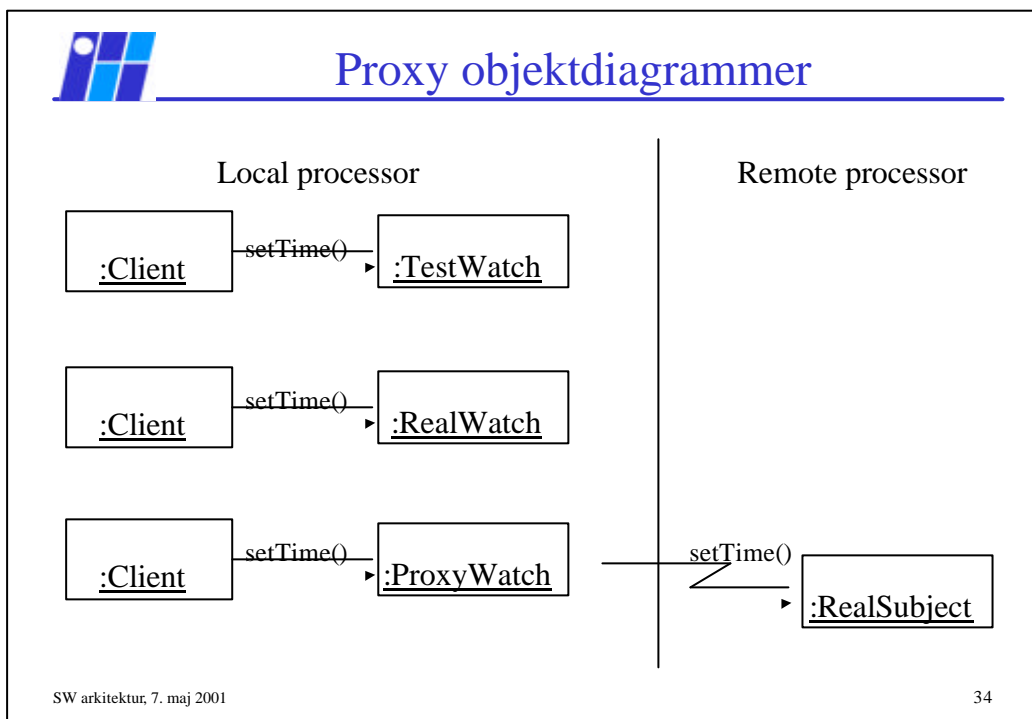 Proxy objektdiagrammer
Local processor
Remote processor
:Client
setTime()
:TestWatch
:Client
setTime()
:RealWatch
:Client
setTime()
:ProxyWatch
setTime()
:RealSubject
SW arkitektur, 7. maj 2001
34